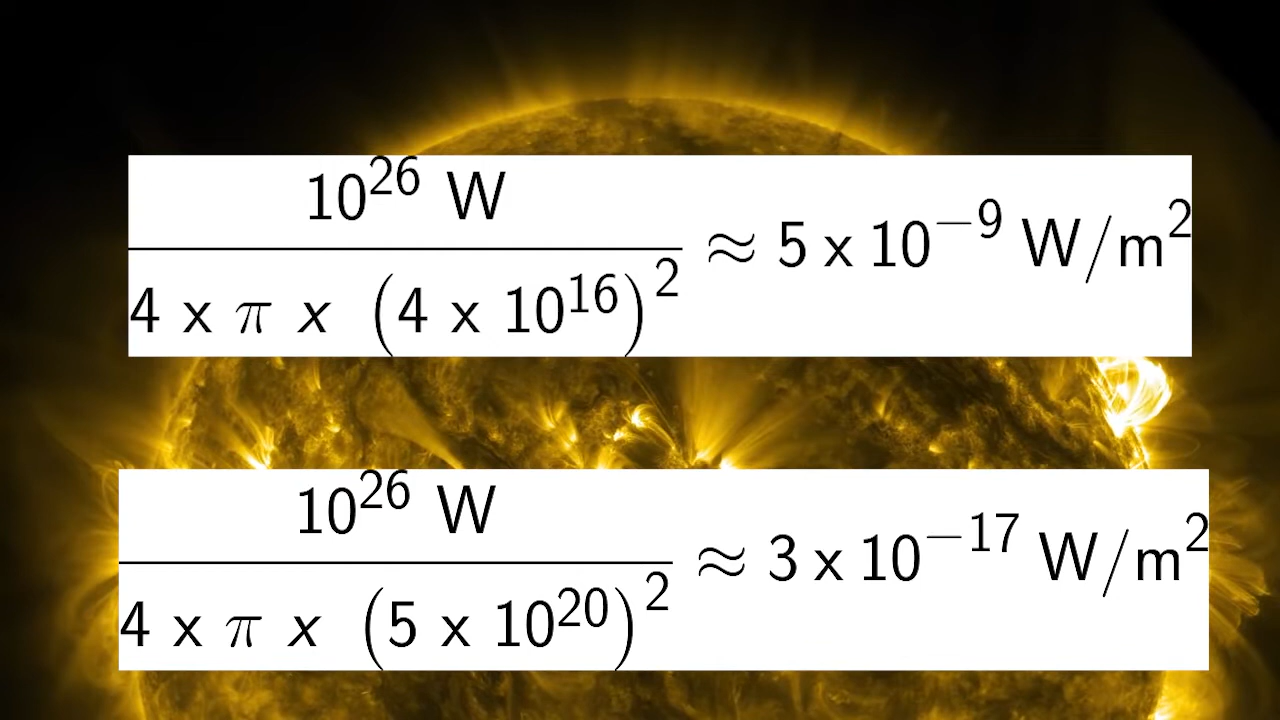 10^26 W
4 x π x (4 x 10^16)^2 ≈ 5 x 10^−9 W/m^2
10^26 W
4 x π x (5 x 10^20)^2 ≈ 3 x 10^−17 W/m^2